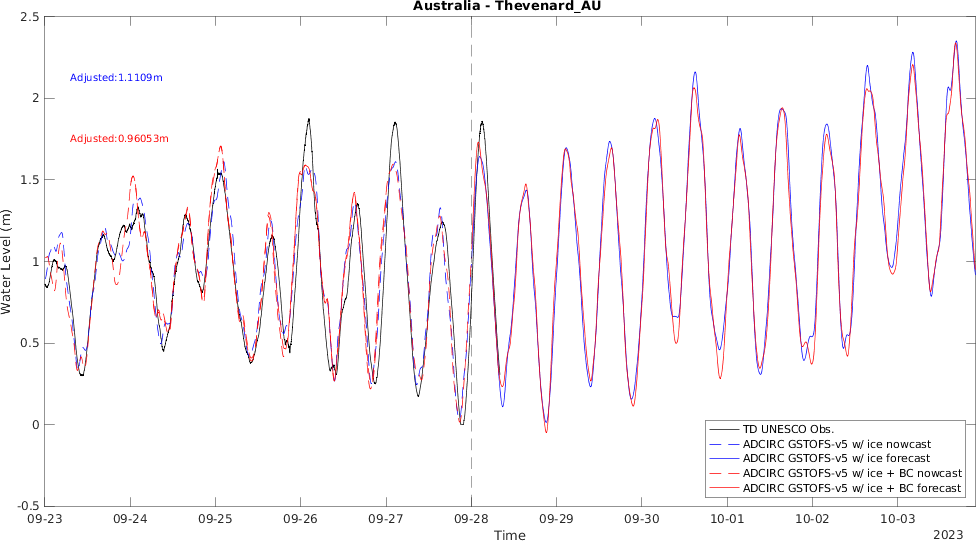 Australia - Thevenard_AU
2.5
2
1.5
1
0.5
0
-0.5
Water Level (m)
Adjusted:1.1109m
Adjusted:0.96053m
TD UNESCO Obs.
ADCIRC GSTOFS-v5 w/ ice nowcast
ADCIRC GSTOFS-v5 w/ ice forecast
ADCIRC GSTOFS-v5 w/ ice + BC nowcast
ADCIRC GSTOFS-v5 w/ ice + BC forecast
09-23 09-24 09-25 09-26 09-27 09-28 09-29 09-30 10-01 10-02 10-03
Time
2023